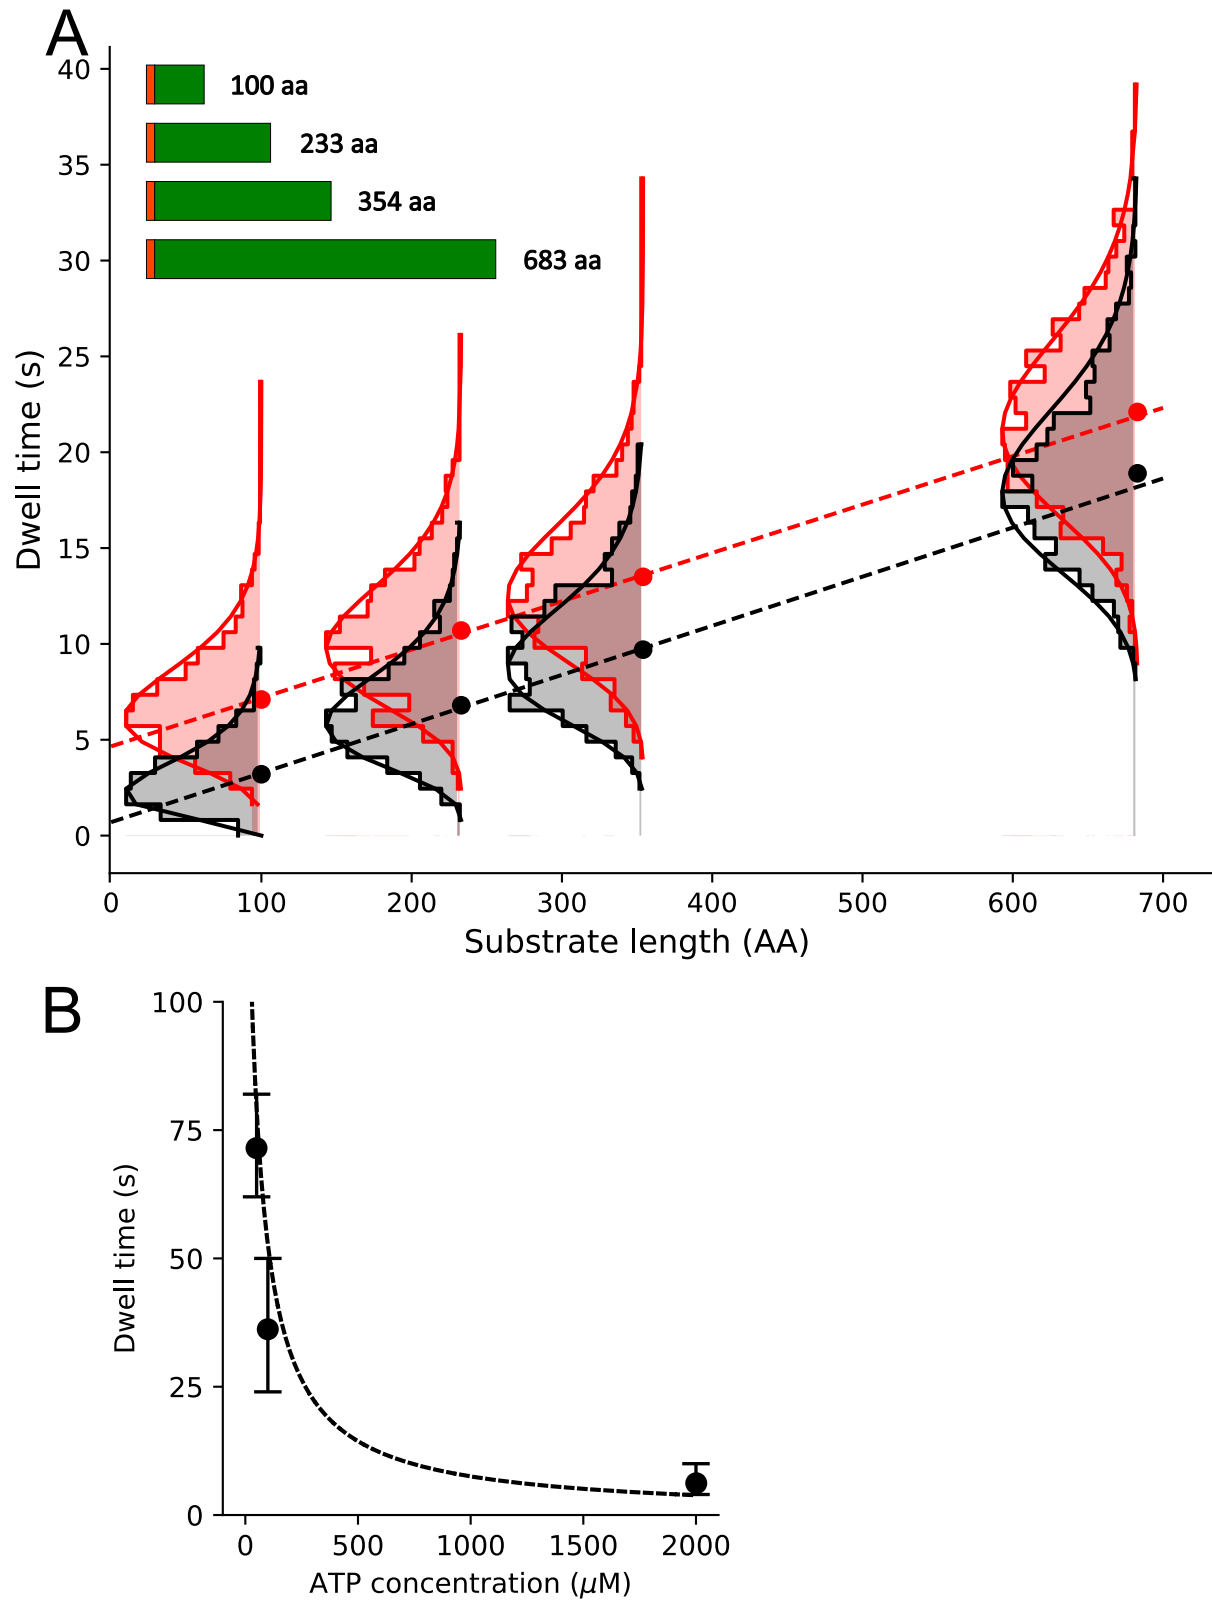 A
40
35
30
25
20
15
10
5
0
Dwell time (s)
100 aa
233 aa
354 aa
683 aa
0 100 200 300 400 500 600 700
Substrate length (AA)
B
100
75
50
25
0
Dwell time (s)
0 500 1000 1500 2000
ATP concentration (μM)